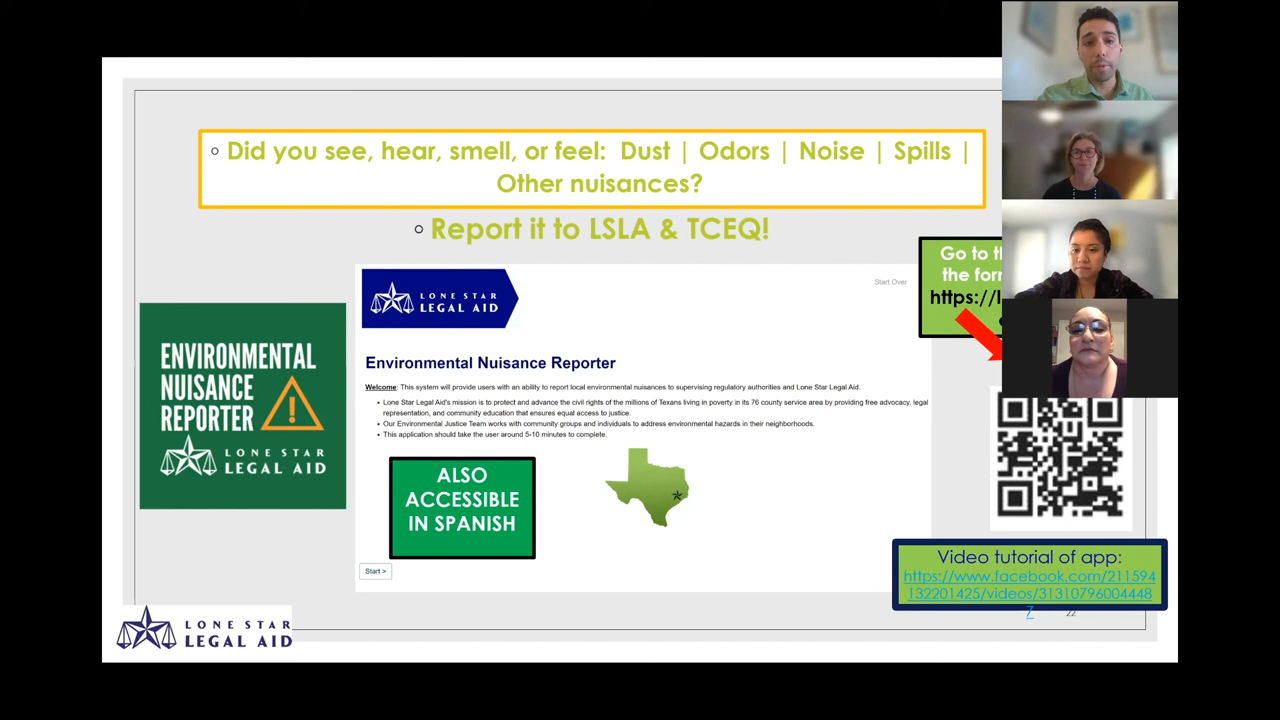 Did you see, hear, smell, or feel: Dust | Odors | Noise | Spills |
Other nuisances?
Report it to LSLA & TCEQ!
ENVIRONMENTAL
NUISANCE
REPORTER
LONE STAR
LEGAL AID
LONE STAR
LEGAL AID
Start Over
Environmental Nuisance Reporter
Welcome: This system will provide users with an ability to report local environmental nuisances to supervising regulatory authorities and Lone Star Legal Aid.
• Lone Star Legal Aid's mission is to protect and advance the civil rights of the millions of Texans living in poverty in its 76 county service area by providing free advocacy, legal
representation, and community education that ensures equal access to justice.
• Our Environmental Justice Team works with community groups and individuals to address environmental hazards in their neighborhoods.
• This application should take the user around 5-10 minutes to complete.
ALSO
ACCESSIBLE
IN SPANISH
Start >
Go to
the
https://
Video tutorial of app:
https://www.facebook.com/211594
132201425/videos/31310796004448
7
22
LONE STAR
LEGAL AID